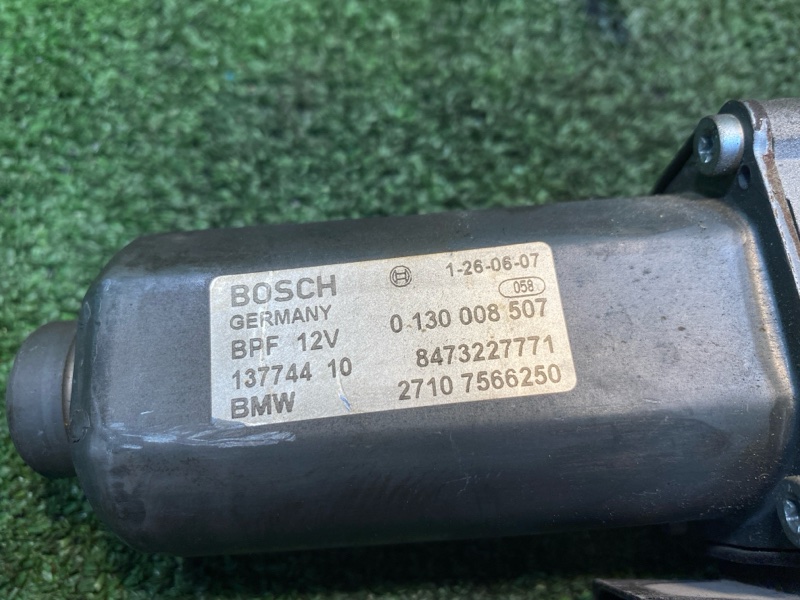 BOSCH 1-26-06-07
GERMANY 058
BPF 12V 0 130 008 507
137744 10 8473227771
BMW 2710 7566250